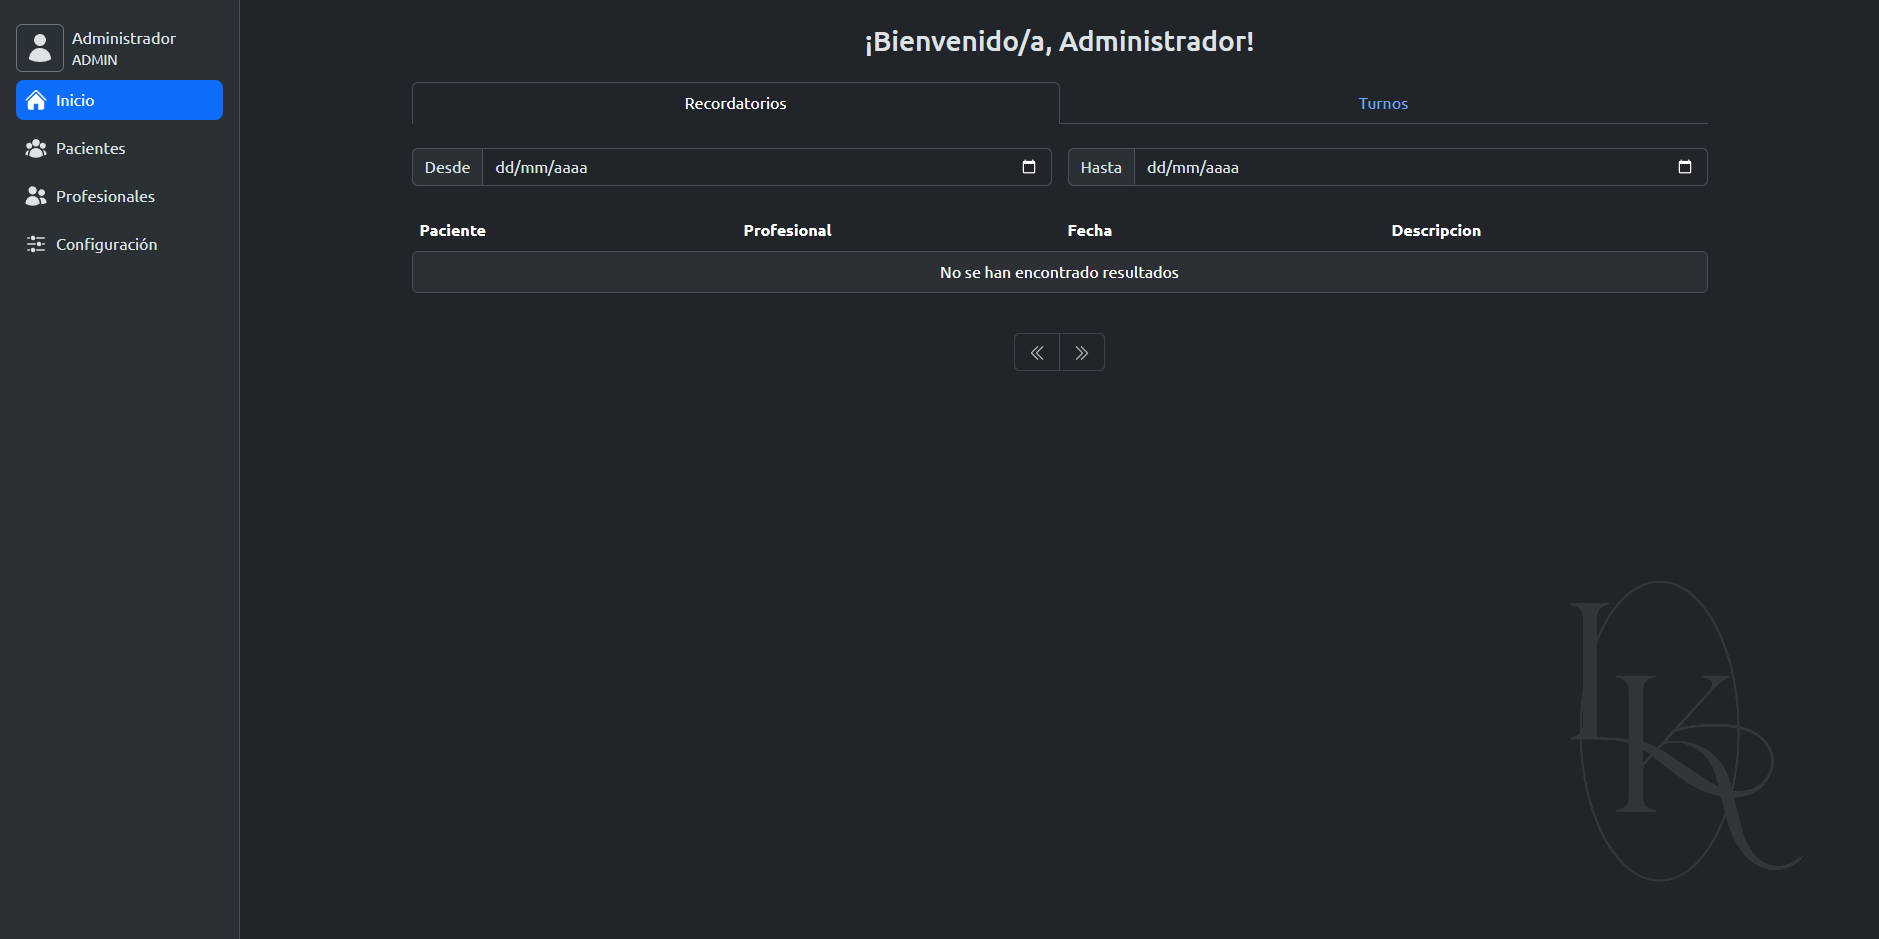 Administrador
ADMIN
Inicio
Pacientes
Profesionales
Configuración
¡Bienvenido/a, Administrador!
Recordatorios
Turnos
Desde dd/mm/aaaa
Hasta dd/mm/aaaa
Paciente Profesional Fecha Descripcion
No se han encontrado resultados
LK